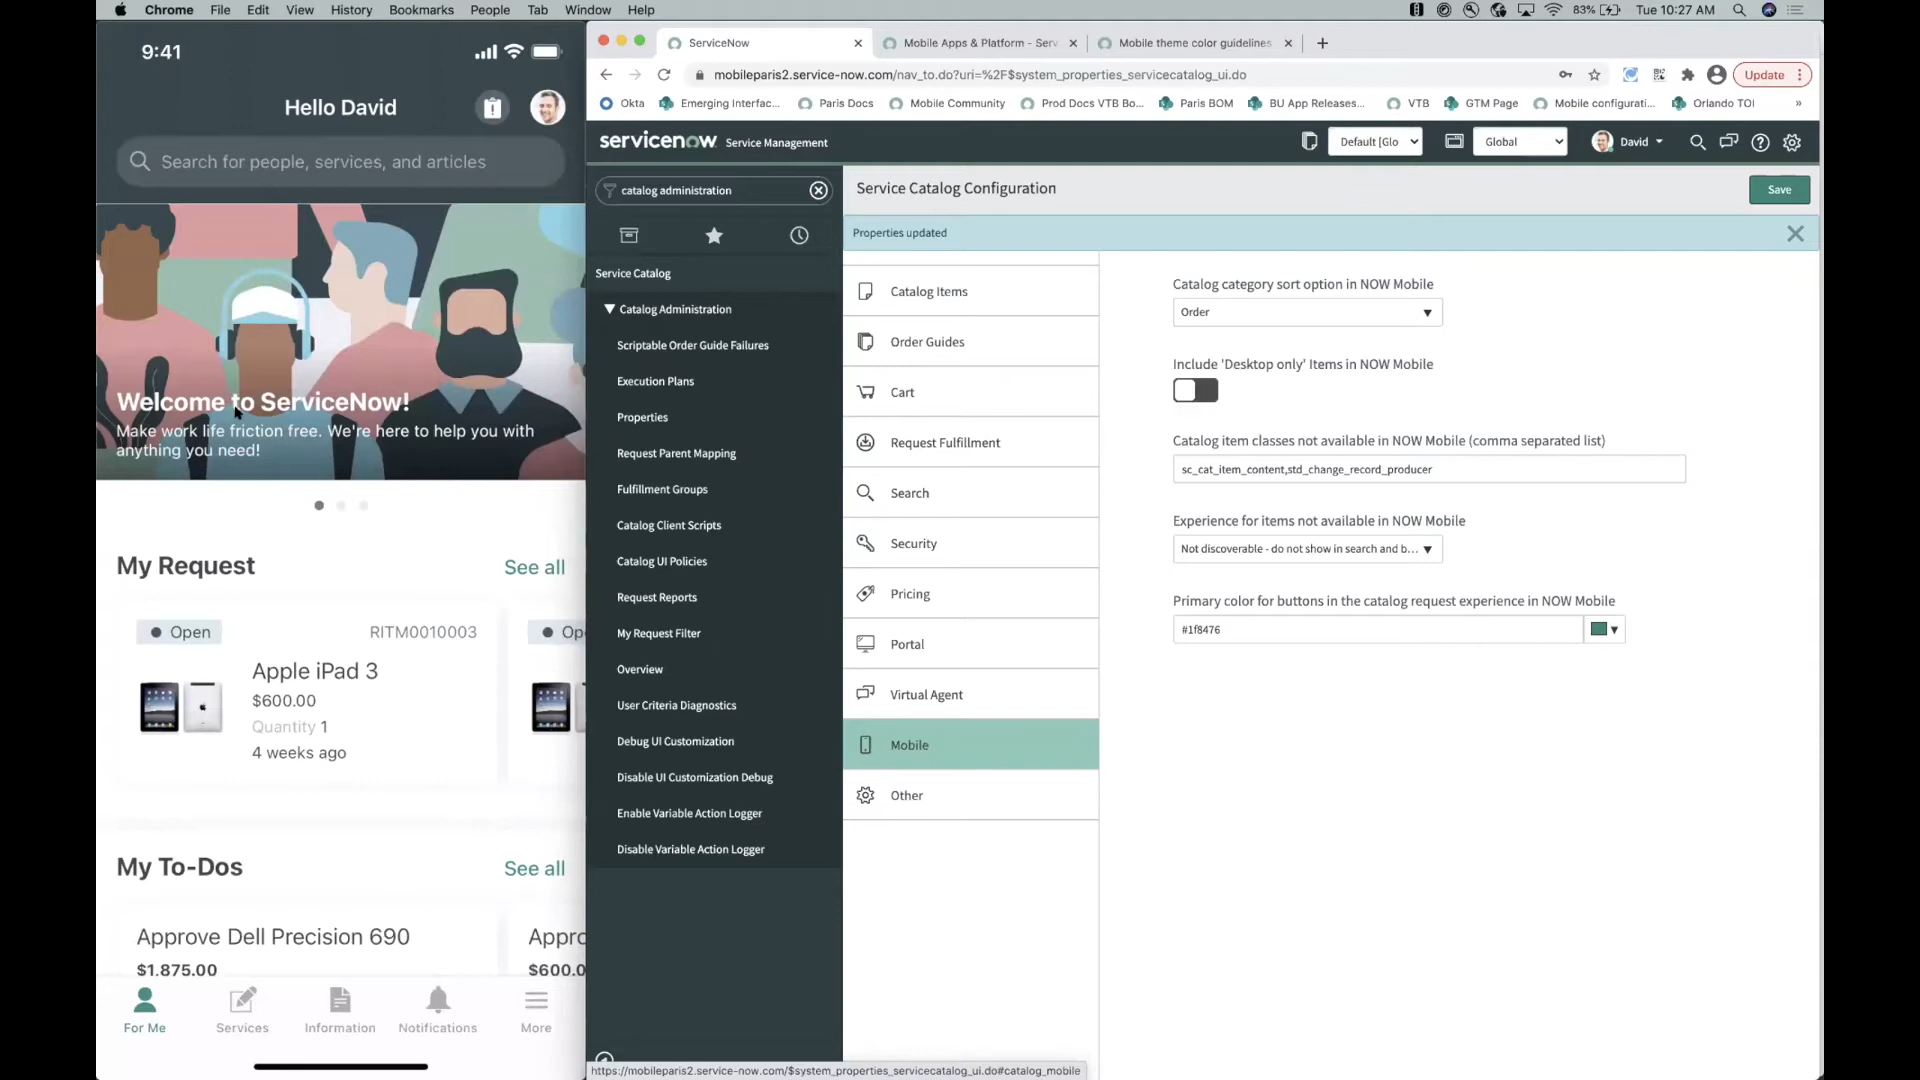 Chrome File Edit View History Bookmarks People Tab Window Help
83% Tue 10:27 AM
9:41
Hello David
Search for people, services, and articles
Welcome to ServiceNow!
Make work life friction free. We're here to help you with
anything you need!
My Request See all
Open RITM0010003
Apple iPad 3
$600.00
Quantity 1
4 weeks ago
Op
My To-Dos See all
Approve Dell Precision 690
$1,875.00
Appro
$600.0
For Me Services Information Notifications More
ServiceNow
Mobile Apps & Platform - Serv
Mobile theme color guidelines
mobileparis2.service-now.com/nav_to.do?uri=%2F$system_properties_servicecatalog_ui.do
Update
Okta Emerging Interfac... Paris Docs Mobile Community Prod Docs VTB Bo... Paris BOM BU App Releases... VTB GTM Page Mobile configurati... Orlando TOI »
servicenow Service Management
Default [Glo
Global
David
catalog administration
Service Catalog
Catalog Administration
Scriptable Order Guide Failures
Execution Plans
Properties
Request Parent Mapping
Fulfillment Groups
Catalog Client Scripts
Catalog UI Policies
Request Reports
My Request Filter
Overview
User Criteria Diagnostics
Debug UI Customization
Disable UI Customization Debug
Enable Variable Action Logger
Disable Variable Action Logger
Service Catalog Configuration
Save
Properties updated
Catalog Items
Order Guides
Cart
Request Fulfillment
Search
Security
Pricing
Portal
Virtual Agent
Mobile
Other
Catalog category sort option in NOW Mobile
Order
Include 'Desktop only' Items in NOW Mobile
Catalog item classes not available in NOW Mobile (comma separated list)
sc_cat_item_content,std_change_record_producer
Experience for items not available in NOW Mobile
Not discoverable - do not show in search and b...
Primary color for buttons in the catalog request experience in NOW Mobile
#1f8476
https://mobileparis2.service-now.com/$system_properties_servicecatalog_ui.do#catalog_mobile